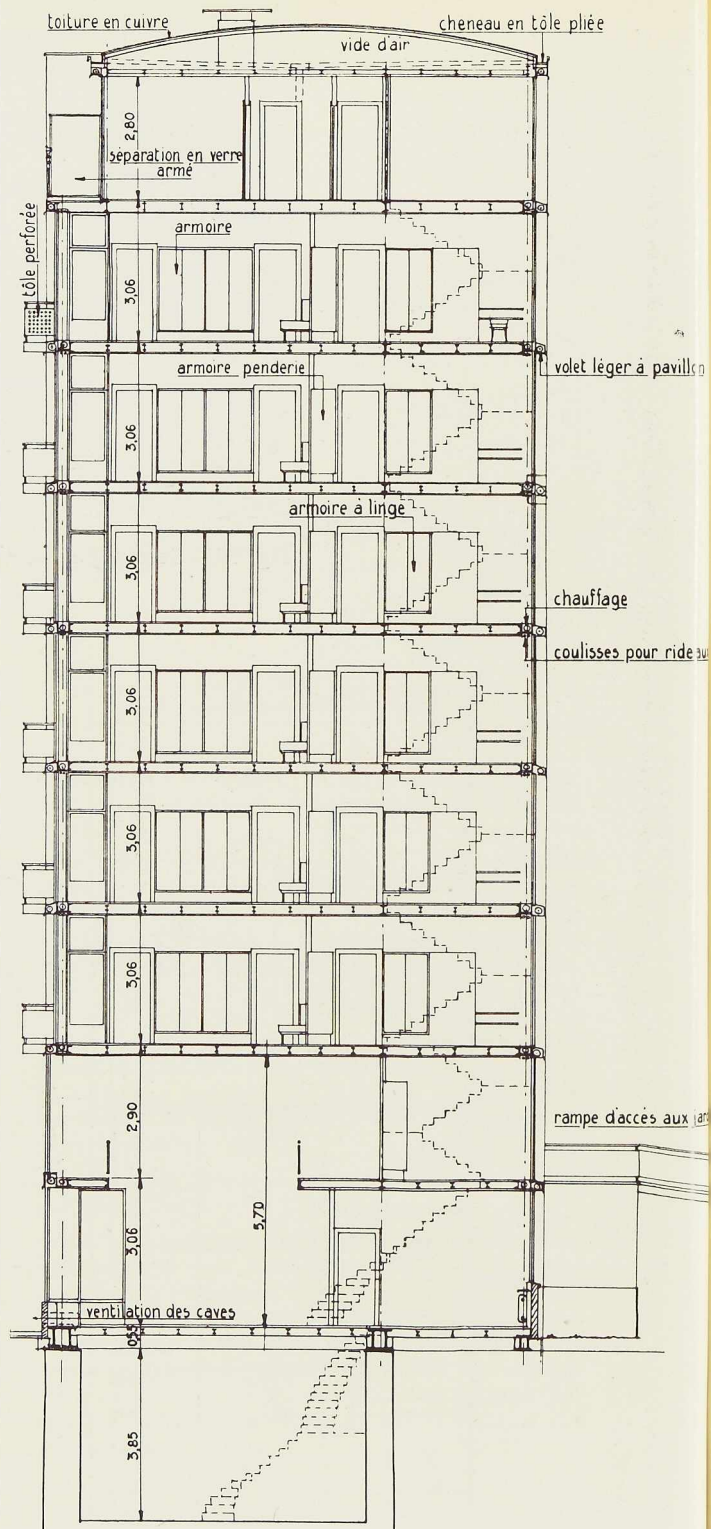 toiture en cuivre
cheneau en tôle pliée
vide d'air
2,80
séparation en verre
armé
tôle perforée
armoire
3,06
volet léger à pavillon
armoire penderie
3,06
armoire à linge
3,06
chauffage
coulisses pour rideau
3,06
3,06
3,06
2,90
rampe d'accès aux
5,70
3,06
ventilation des caves
0,55
3,85